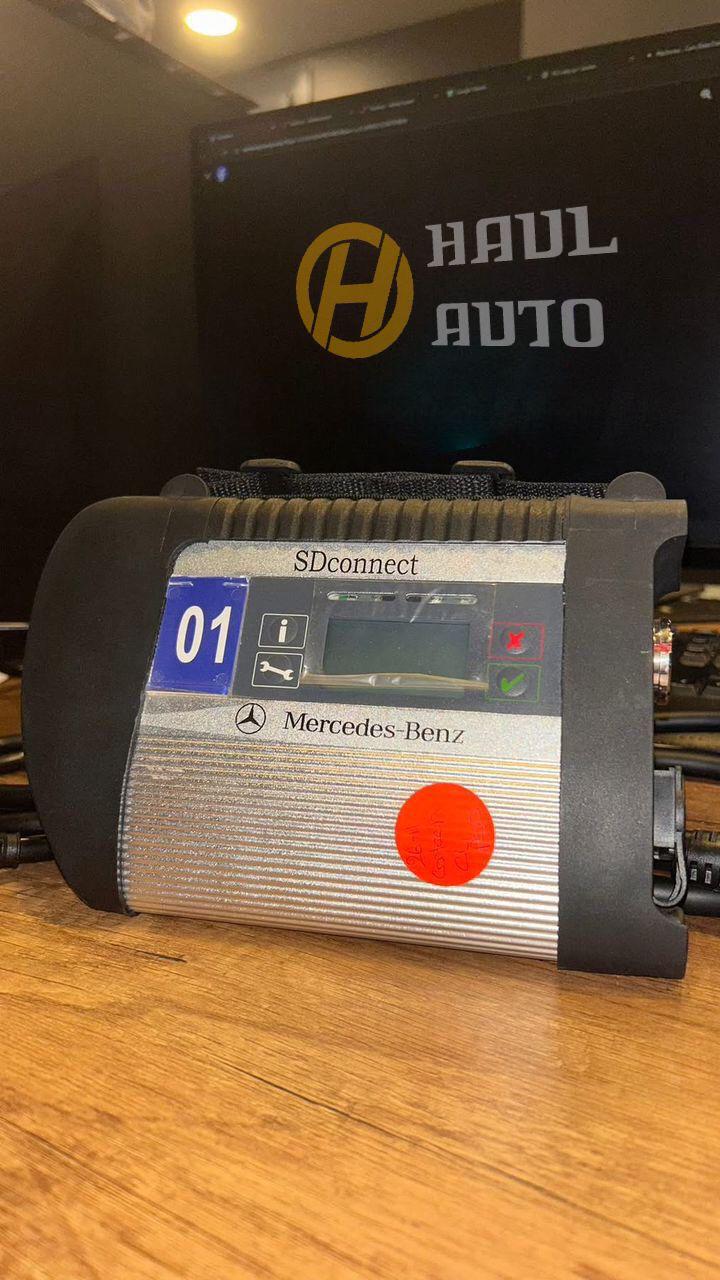 HAUL
AUTO
SDconnect
01
i
Mercedes-Benz